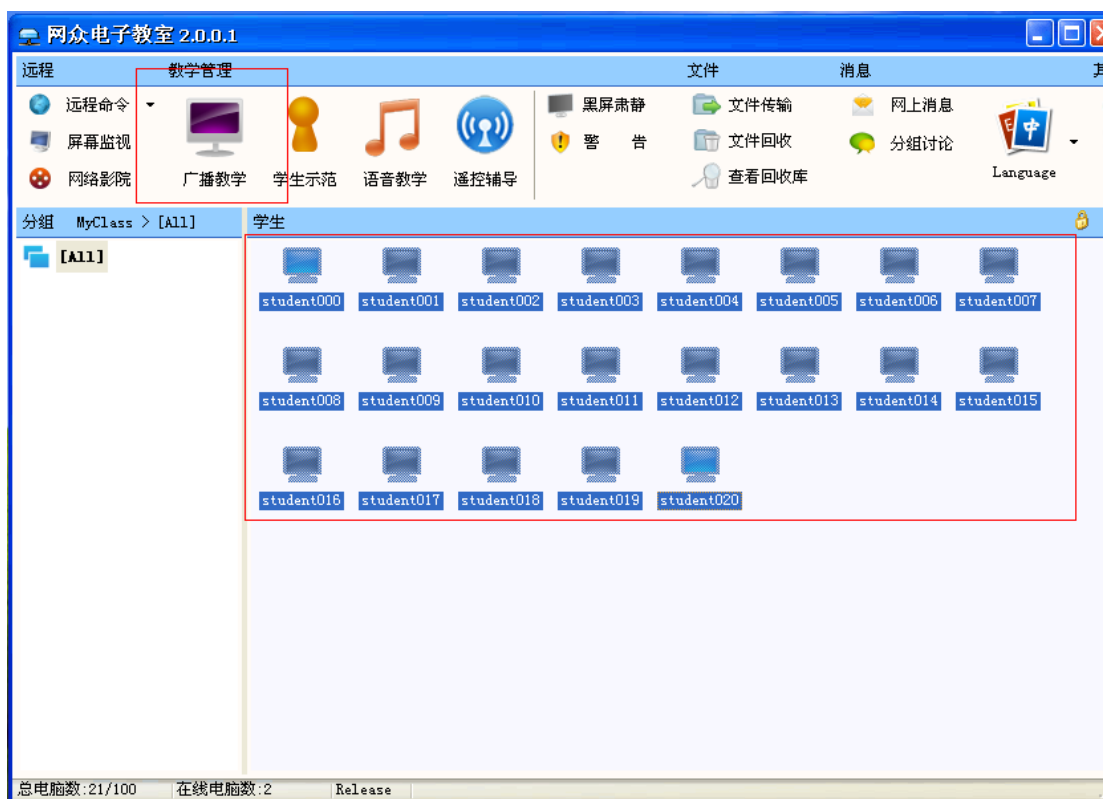 网众电子教室 2.0.0.1
远程 教学管理 文件 消息
远程命令 黑屏肃静 文件传输 网上消息
屏幕监视 警 告 文件回收 分组讨论
网络影院 广播教学 学生示范 语音教学 遥控辅导 查看回收库 Language
分组 MyClass > [All] 学生
[All]
student000 student001 student002 student003 student004 student005 student006 student007
student008 student009 student010 student011 student012 student013 student014 student015
student016 student017 student018 student019 student020
总电脑数:21/100 在线电脑数:2 Release